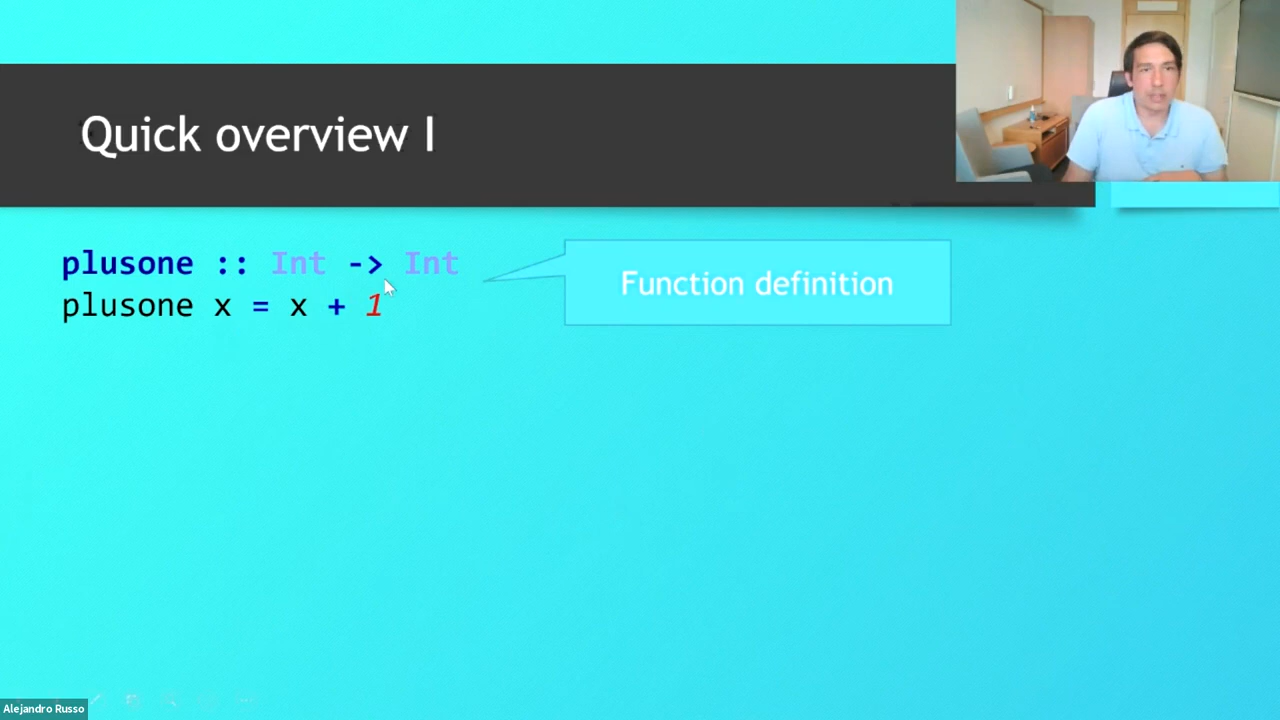 Quick overview I
plusone :: Int -> Int
plusone x = x + 1
Function definition
Alejandro Russo